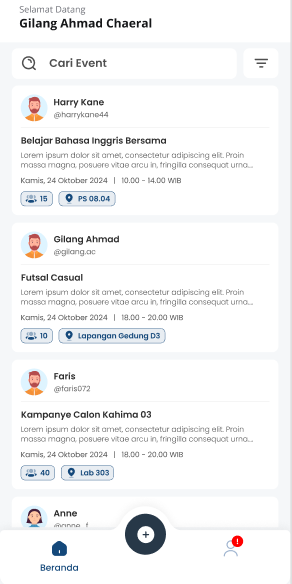 Selamat Datang
Gilang Ahmad Chaeral
Cari Event
Harry Kane
@harrykane44
Belajar Bahasa Inggris Bersama
Lorem ipsum dolor sit amet, consectetur adipiscing elit. Proin
massa magna, posuere vitae arcu in, fringilla consequat urna...
Kamis, 24 Oktober 2024 | 10.00 - 14.00 WIB
15 PS 08.04
Gilang Ahmad
@gilang.ac
Futsal Casual
Lorem ipsum dolor sit amet, consectetur adipiscing elit. Proin
massa magna, posuere vitae arcu in, fringilla consequat urna...
Kamis, 24 Oktober 2024 | 18.00 - 20.00 WIB
10 Lapangan Gedung D3
Faris
@faris072
Kampanye Calon Kahima 03
Lorem ipsum dolor sit amet, consectetur adipiscing elit. Proin
massa magna, posuere vitae arcu in, fringilla consequat urna...
Kamis, 24 Oktober 2024 | 18.00 - 20.00 WIB
40 Lab 303
Anne
!
Beranda